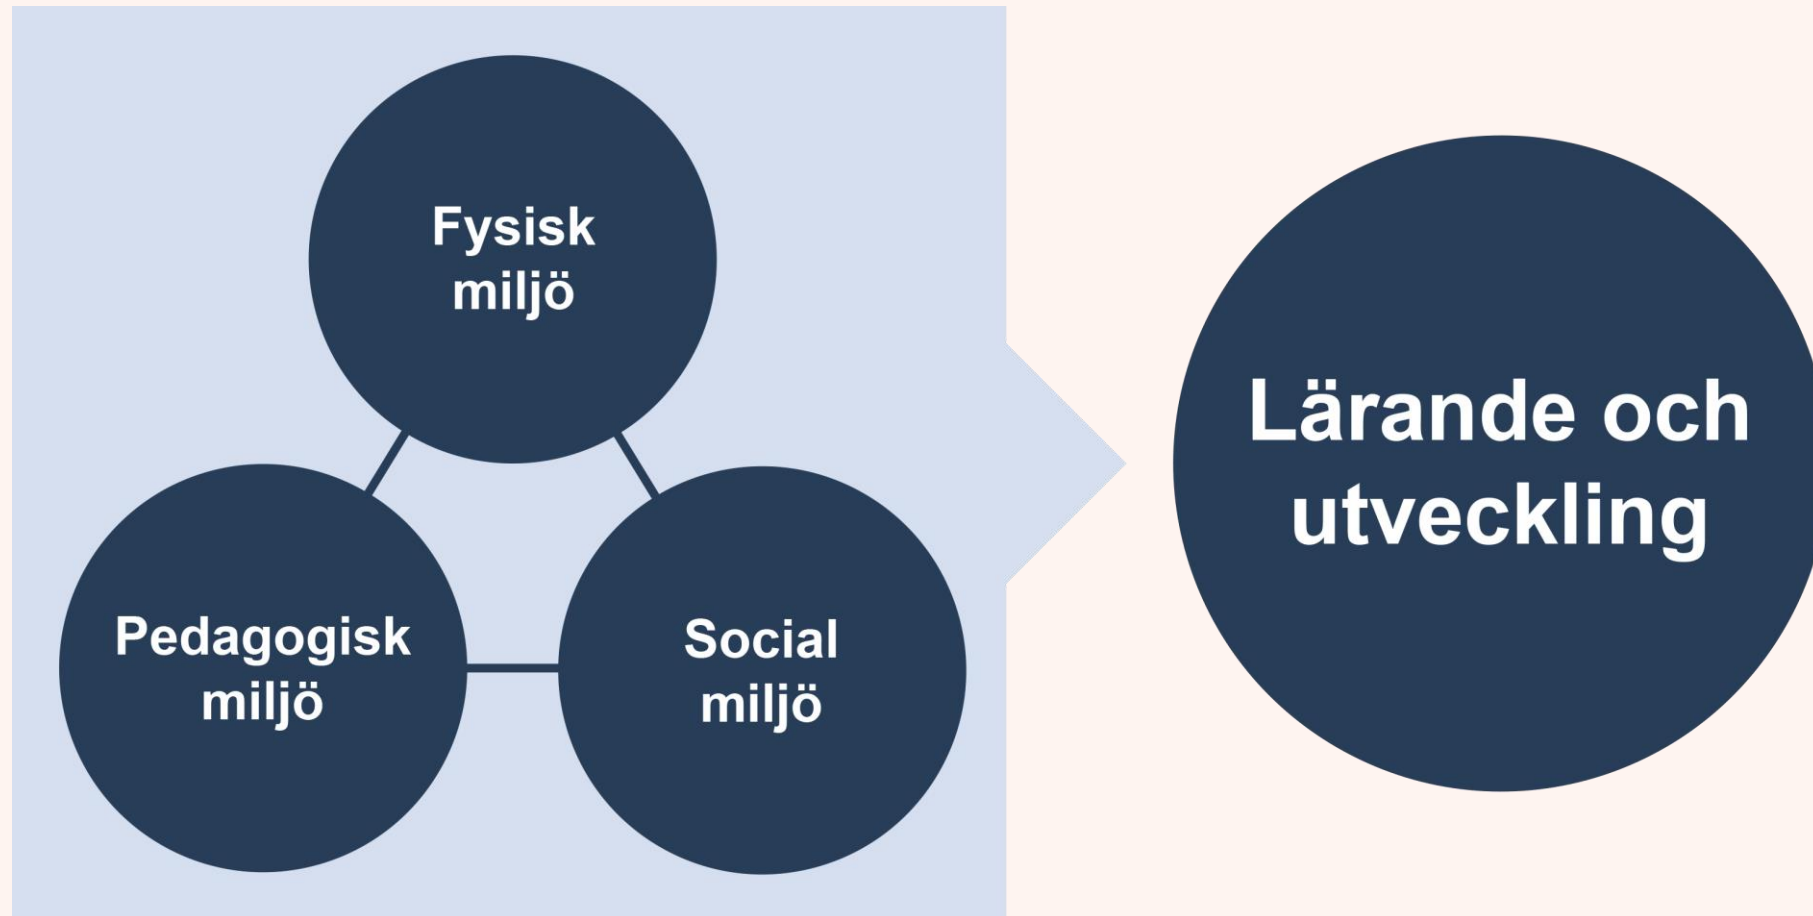 Fysisk
miljö
Pedagogisk
miljö
Social
miljö
Lärande och
utveckling